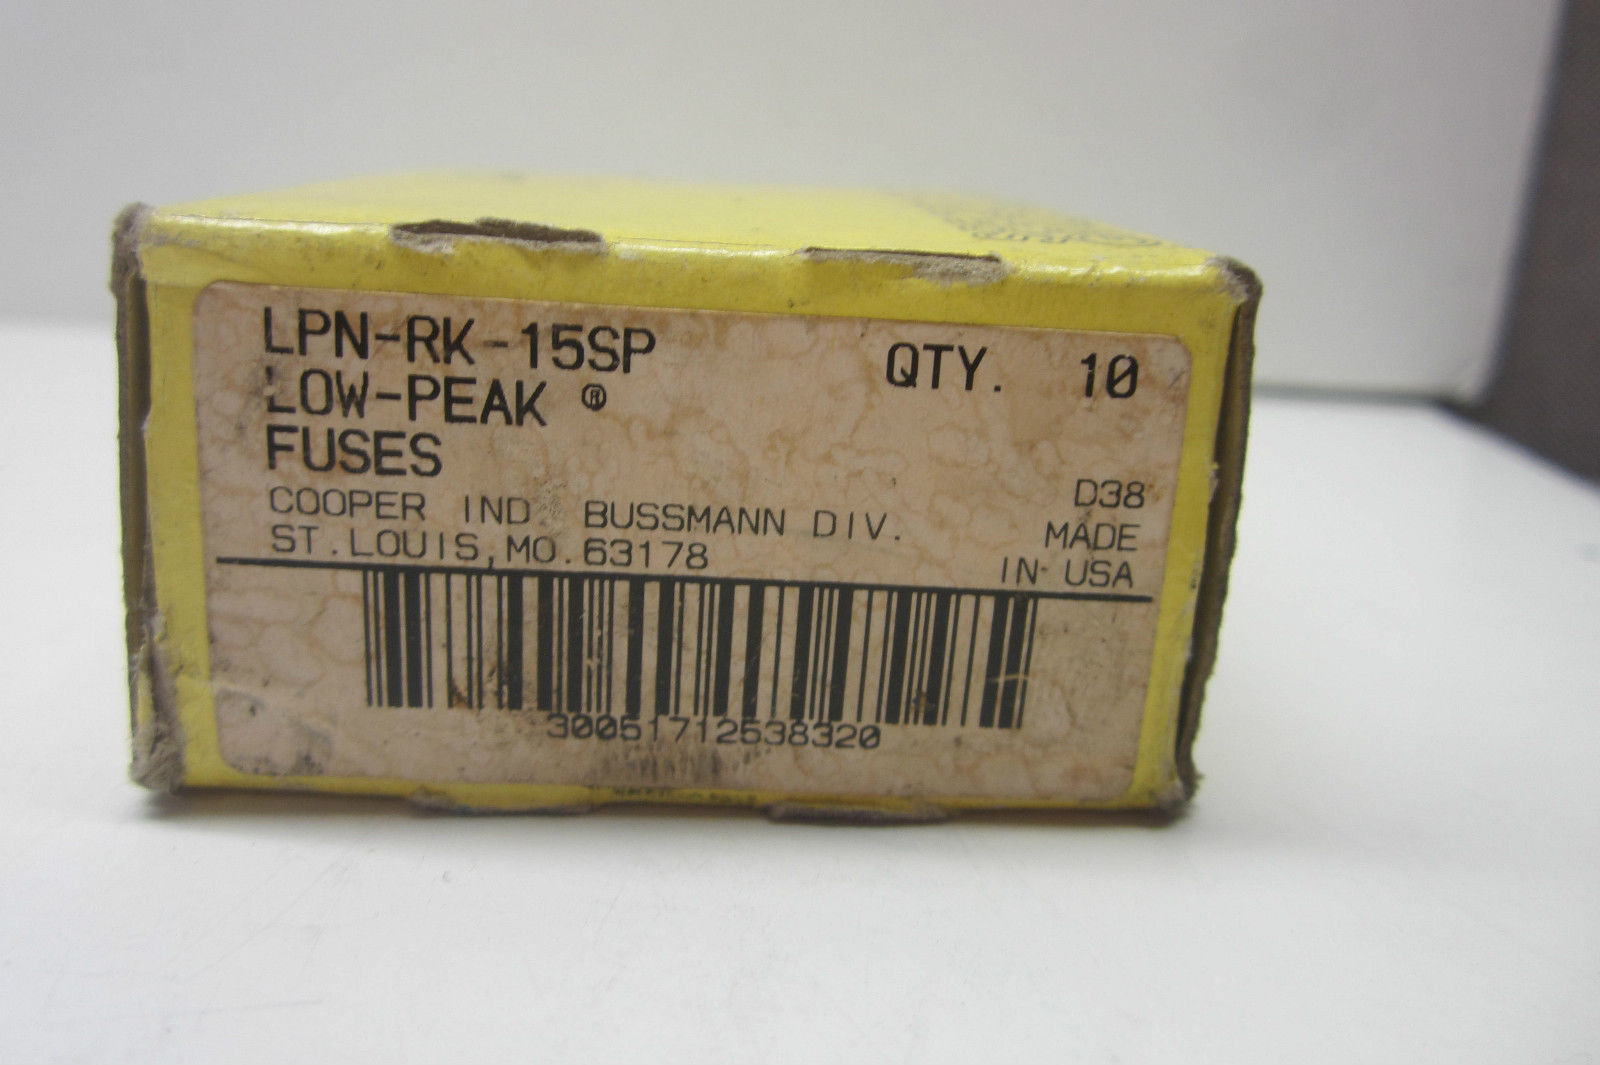 LPN-RK-15SP QTY. 10
LOW-PEAK ®
FUSES
COOPER IND BUSSMANN DIV. D38
ST. LOUIS, MO. 63178 MADE
IN USA
30051712538320